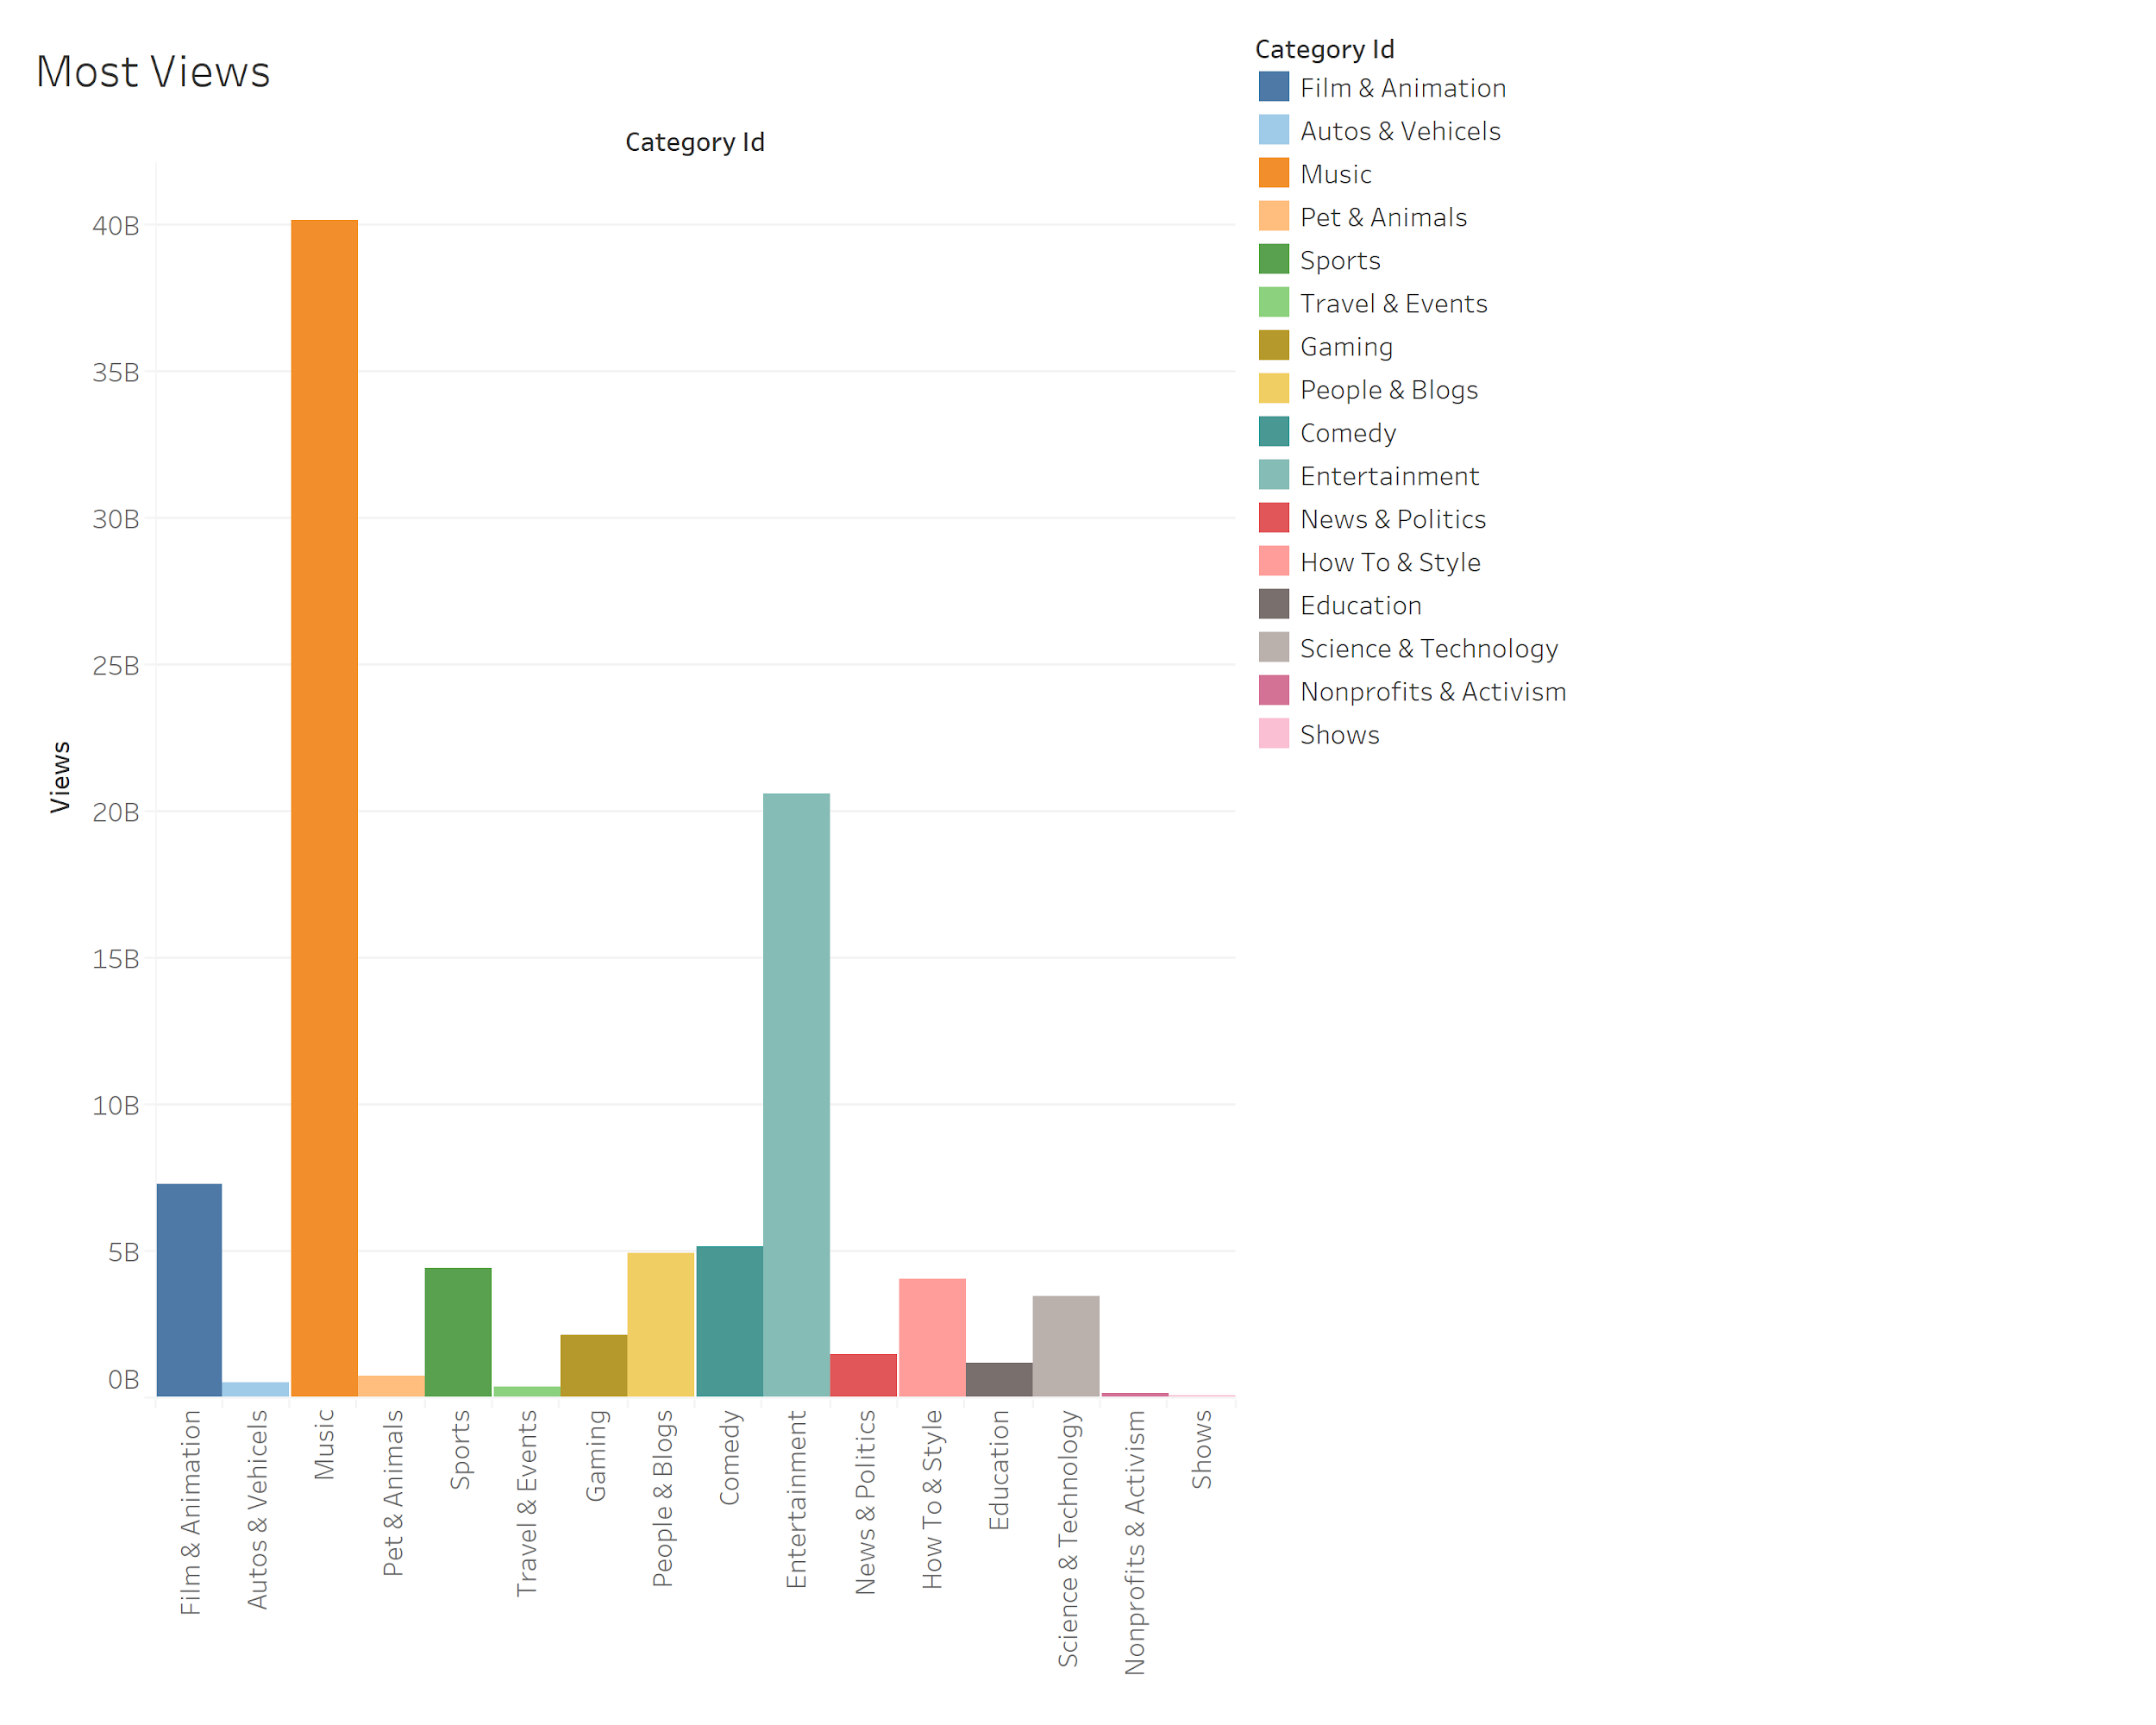 Most Views
Category Id
40B
35B
30B
25B
20B
15B
10B
5B
0B
Views
Film & Animation
Autos & Vehicels
Music
Pet & Animals
Sports
Travel & Events
Gaming
People & Blogs
Comedy
Entertainment
News & Politics
How To & Style
Education
Science & Technology
Nonprofits & Activism
Shows
Category Id
Film & Animation
Autos & Vehicels
Music
Pet & Animals
Sports
Travel & Events
Gaming
People & Blogs
Comedy
Entertainment
News & Politics
How To & Style
Education
Science & Technology
Nonprofits & Activism
Shows